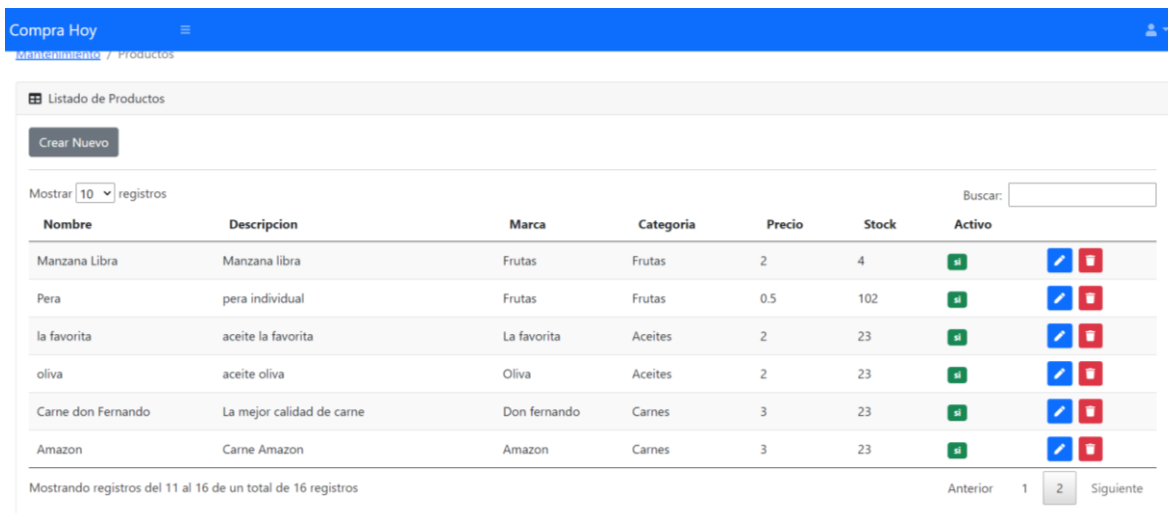 Compra Hoy
Mantenimiento / Productos
Listado de Productos
Crear Nuevo
Mostrar 10 registros Buscar:
Nombre Descripcion Marca Categoria Precio Stock Activo
Manzana Libra Manzana libra Frutas Frutas 2 4 si
Pera pera individual Frutas Frutas 0.5 102 si
la favorita aceite la favorita La favorita Aceites 2 23 si
oliva aceite oliva Oliva Aceites 2 23 si
Carne don Fernando La mejor calidad de carne Don fernando Carnes 3 23 si
Amazon Carne Amazon Amazon Carnes 3 23 si
Mostrando registros del 11 al 16 de un total de 16 registros Anterior 1 2 Siguiente